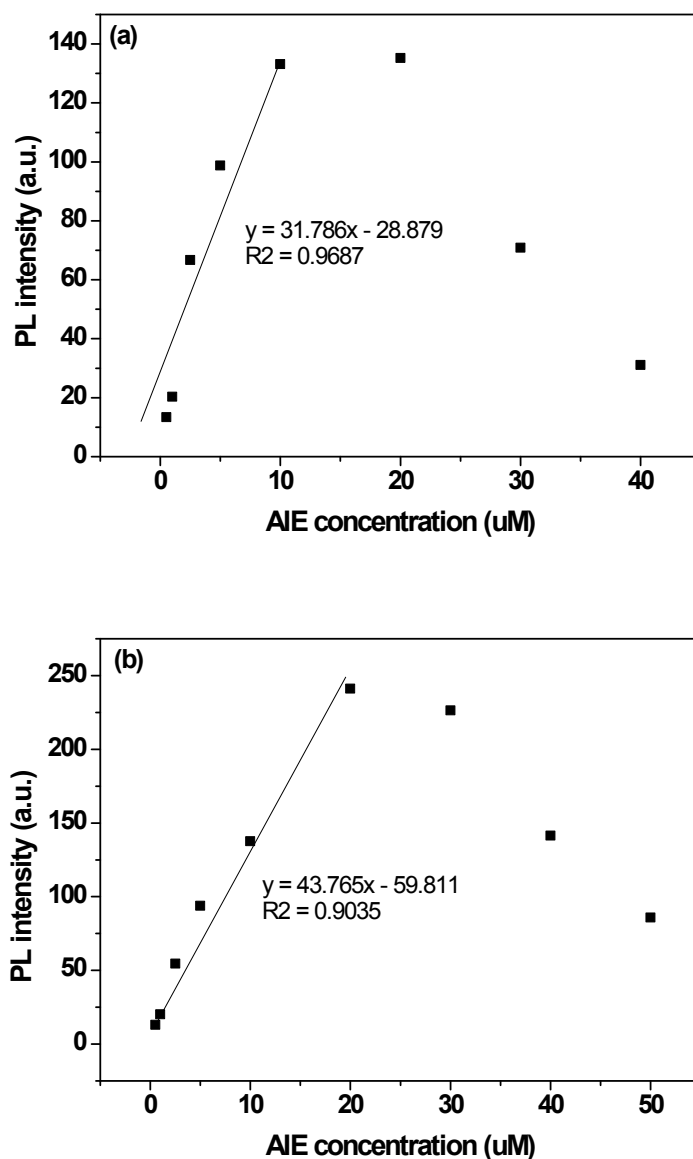 (a)
140
120
100
80
60
40
20
0
PL intensity (a.u.)
y = 31.786x - 28.879
R2 = 0.9687
0 10 20 30 40
AIE concentration (uM)
(b)
250
200
150
100
50
0
PL intensity (a.u.)
y = 43.765x - 59.811
R2 = 0.9035
0 10 20 30 40 50
AIE concentration (uM)